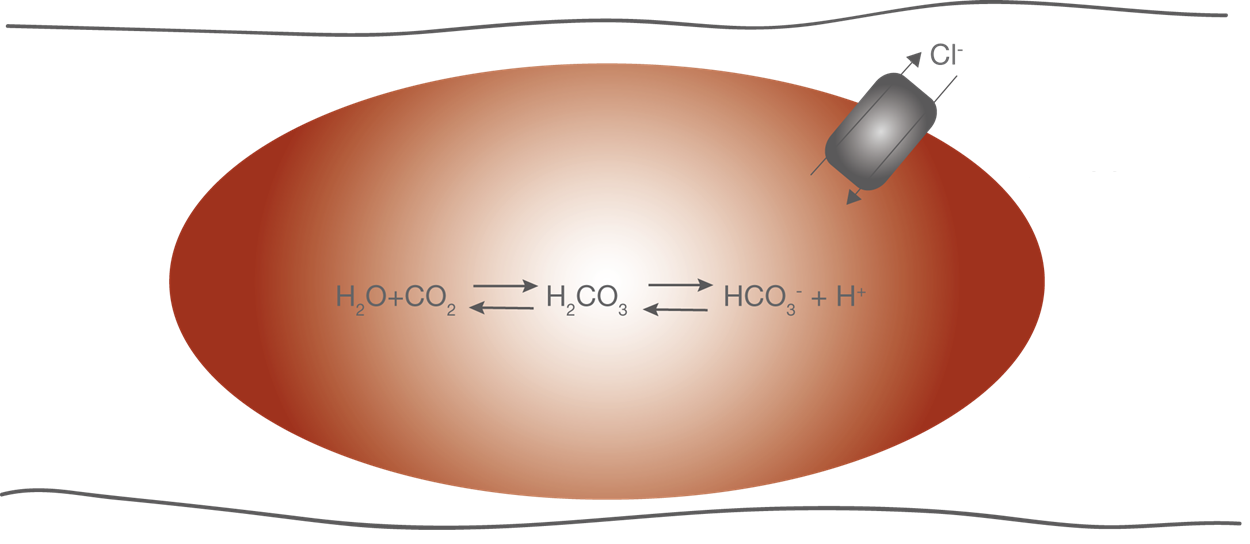 Cl⁻
H₂O+CO₂ ⇌ H₂CO₃ ⇌ HCO₃⁻ + H⁺